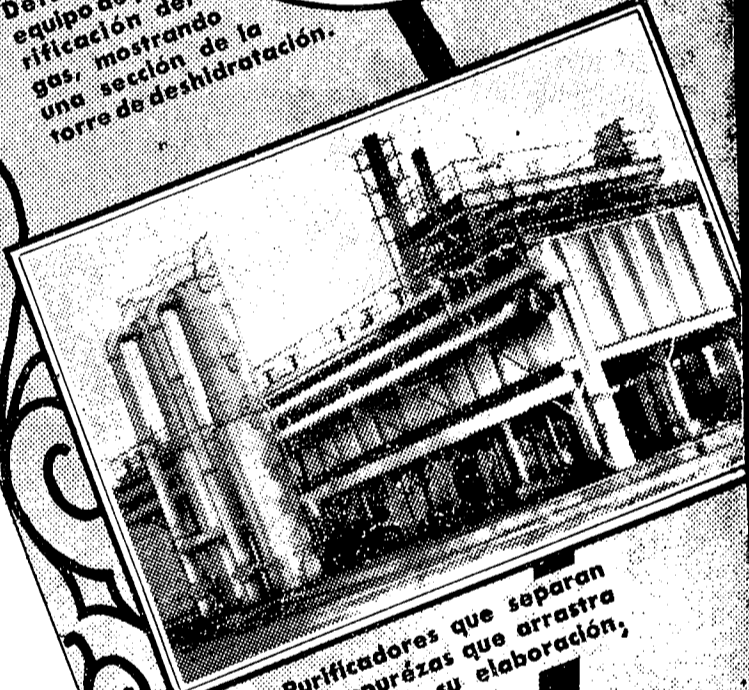 equipo de
rificación del
gas, mostrando
una sección de la
torre de deshidratación.
Purificadores que separan
purézas que arrastra
su elaboración,